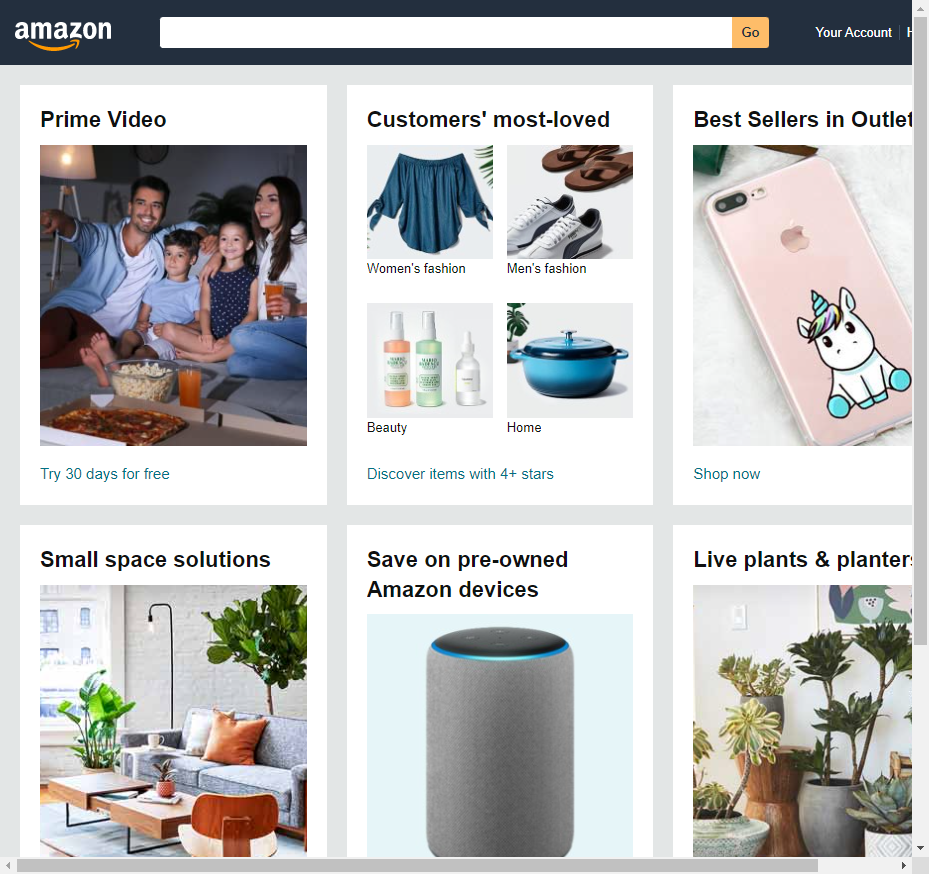 amazon
Go
Your Account
H
Prime Video
Customers' most-loved
Best Sellers in Outlet
Women's fashion
Men's fashion
Beauty
Home
Try 30 days for free
Discover items with 4+ stars
Shop now
Small space solutions
Save on pre-owned
Amazon devices
Live plants & planters